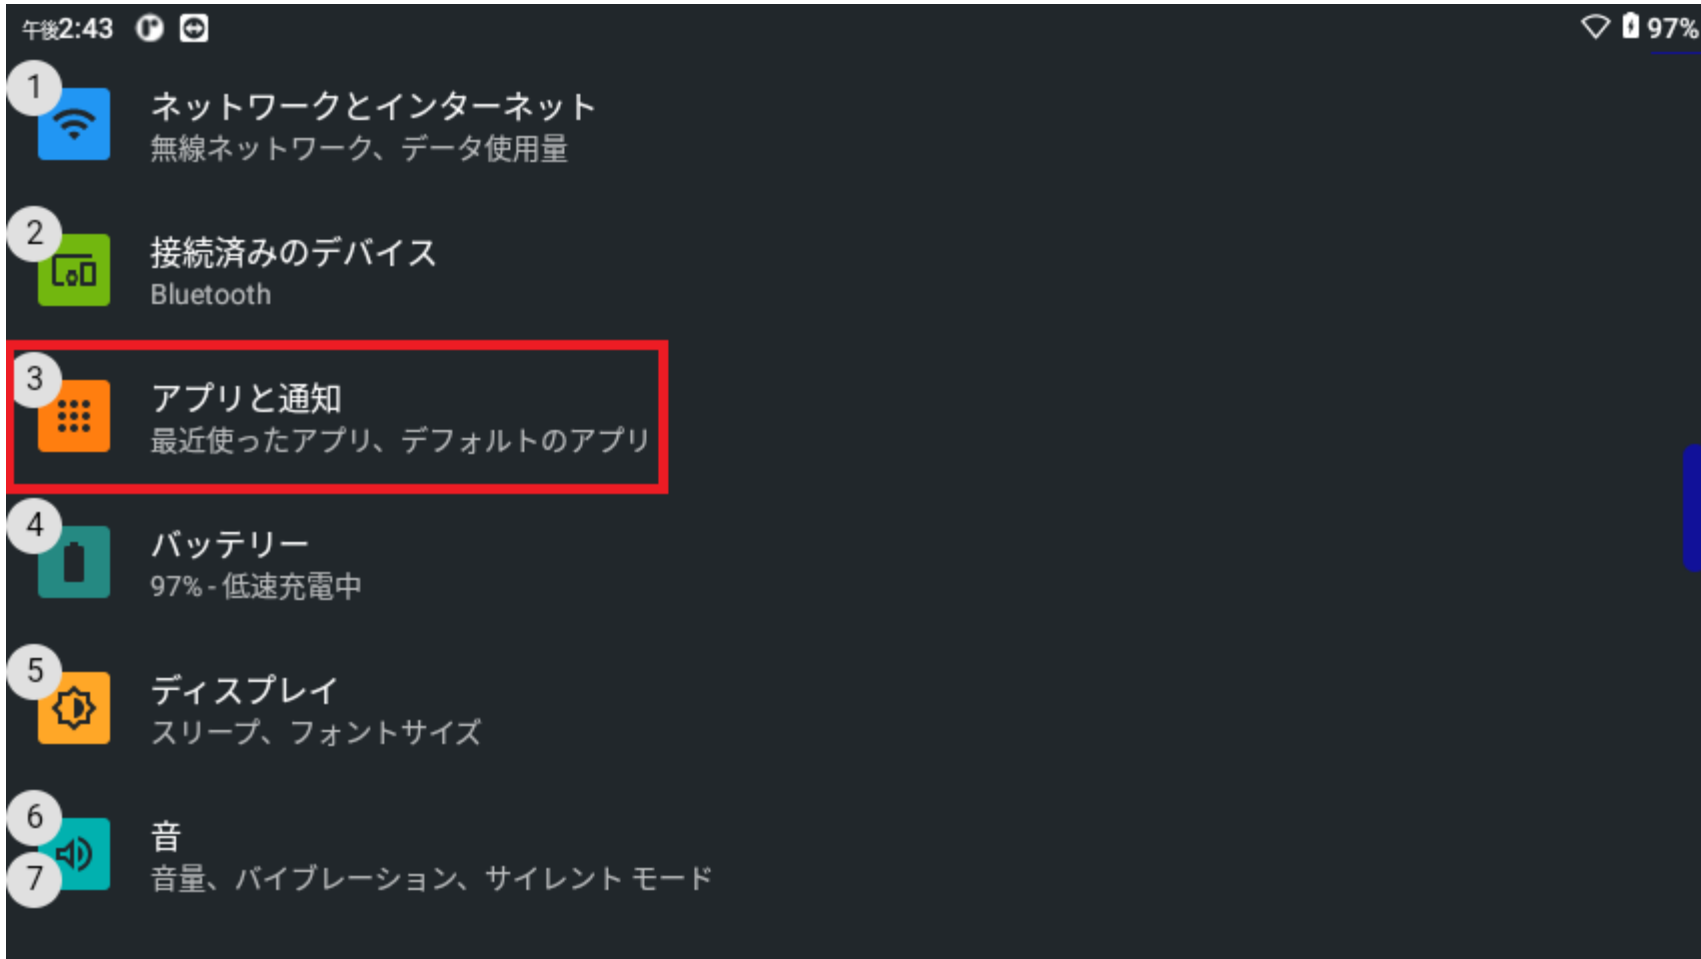 午後2:43 97%
1
ネットワークとインターネット
無線ネットワーク、データ使用量
2
接続済みのデバイス
Bluetooth
3
アプリと通知
最近使ったアプリ、デフォルトのアプリ
4
バッテリー
97% - 低速充電中
5
ディスプレイ
スリープ、フォントサイズ
6
音
7
音量、バイブレーション、サイレント モード